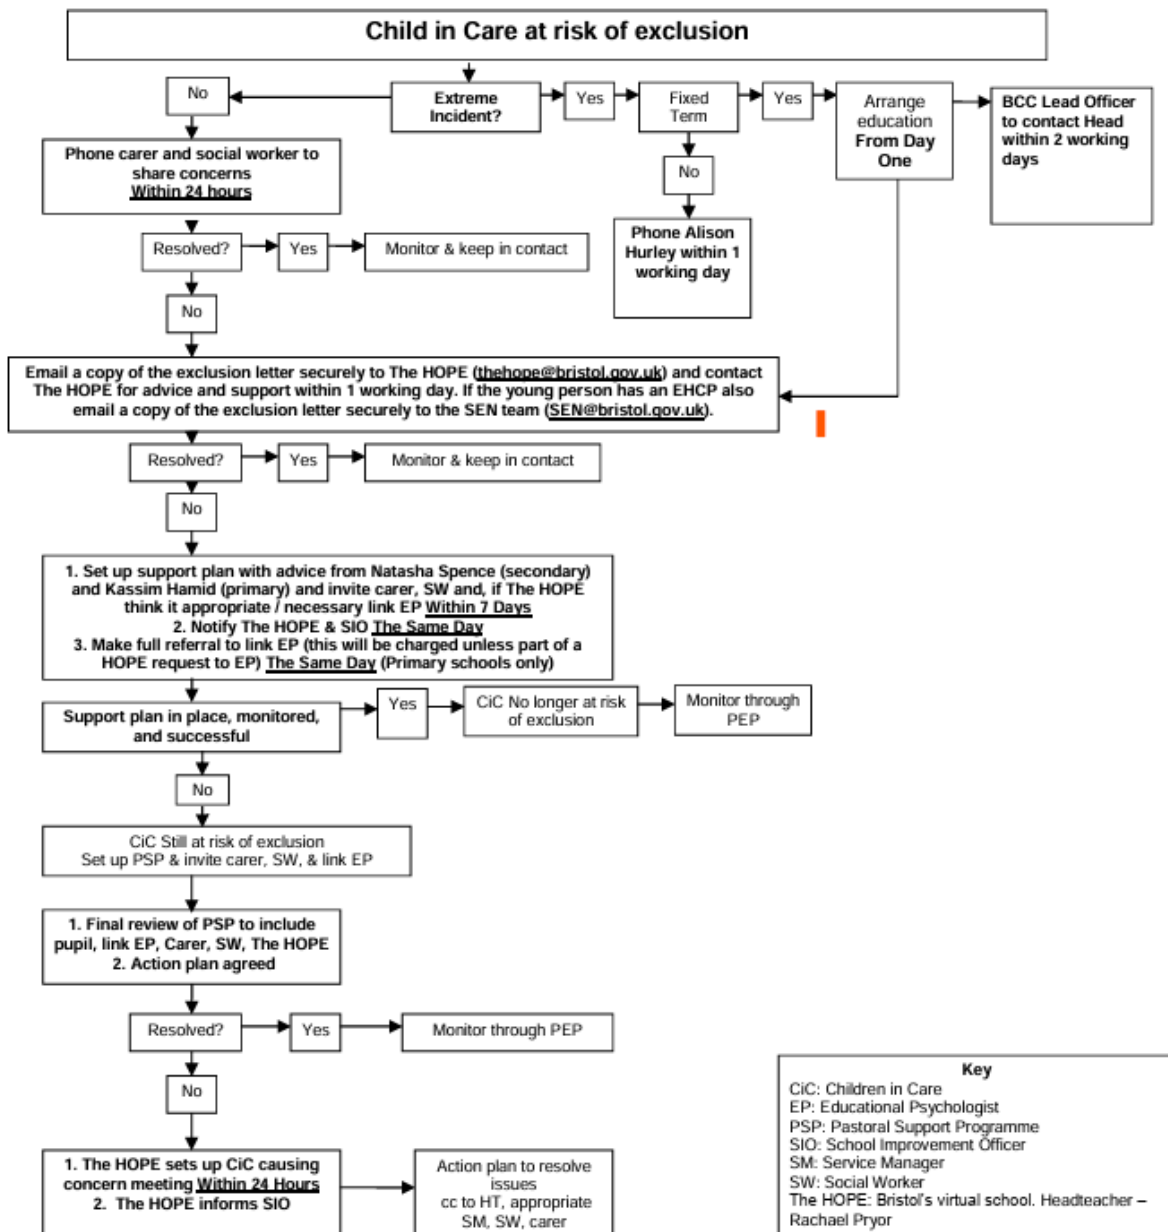 Child in Care at risk of exclusion
No
Extreme
Incident?
Yes
Fixed
Term
Yes
Arrange
education
From Day
One
BCC Lead Officer
to contact Head
within 2 working
days
Phone carer and social worker to
share concerns
Within 24 hours
No
Phone Alison
Hurley within 1
working day
Resolved?
Yes
Monitor & keep in contact
No
Email a copy of the exclusion letter securely to The HOPE (thehope@bristol.gov.uk) and contact
The HOPE for advice and support within 1 working day. If the young person has an EHCP also
email a copy of the exclusion letter securely to the SEN team (SEN@bristol.gov.uk).
Resolved?
Yes
Monitor & keep in contact
No
1. Set up support plan with advice from Natasha Spence (secondary)
and Kassim Hamid (primary) and invite carer, SW and, if The HOPE
think it appropriate / necessary link EP Within 7 Days
2. Notify The HOPE & SIO The Same Day
3. Make full referral to link EP (this will be charged unless part of a
HOPE request to EP) The Same Day (Primary schools only)
Support plan in place, monitored,
and successful
Yes
CiC No longer at risk
of exclusion
Monitor through
PEP
No
CiC Still at risk of exclusion
Set up PSP & invite carer, SW, & link EP
1. Final review of PSP to include
pupil, link EP, Carer, SW, The HOPE
2. Action plan agreed
Resolved?
Yes
Monitor through PEP
No
1. The HOPE sets up CiC causing
concern meeting Within 24 Hours
2. The HOPE informs SIO
Action plan to resolve
issues
cc to HT, appropriate
SM, SW, carer
Key
CiC: Children in Care
EP: Educational Psychologist
PSP: Pastoral Support Programme
SIO: School Improvement Officer
SM: Service Manager
SW: Social Worker
The HOPE: Bristol's virtual school. Headteacher –
Rachael Pryor